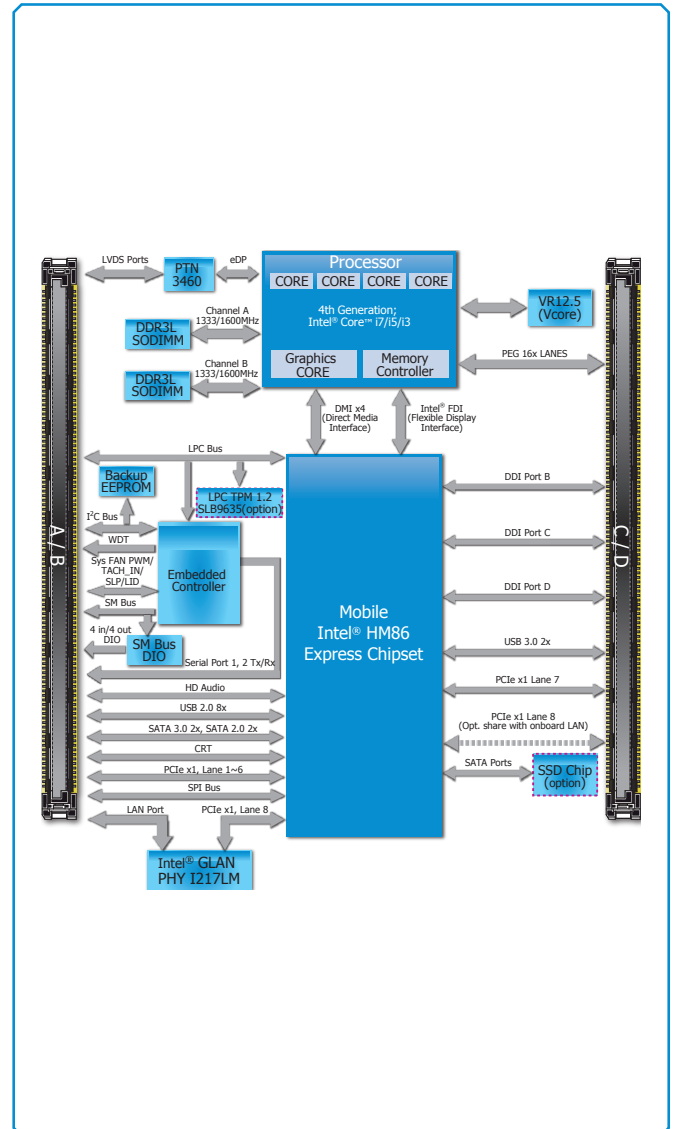 LVDS Ports
PTN
3460
eDP
Processor
CORE CORE CORE CORE
4th Generation;
Intel® Core™ i7/i5/i3
Graphics
CORE
Memory
Controller
VR12.5
(Vcore)
Channel A
1333/1600MHz
DDR3L
SODIMM
Channel B
1333/1600MHz
DDR3L
SODIMM
PEG 16x LANES
DMI x4
(Direct Media
Interface)
Intel® FDI
(Flexible Display
Interface)
LPC Bus
Backup
EEPROM
LPC TPM 1.2
SLB9635(option)
I²C Bus
WDT
Sys FAN PWM/
TACH_IN/
SLP/LID
Embedded
Controller
SM Bus
4 in/4 out
DIO
SM Bus
DIO
Serial Port 1, 2 Tx/Rx
HD Audio
USB 2.0 8x
SATA 3.0 2x, SATA 2.0 2x
CRT
PCIe x1, Lane 1~6
SPI Bus
LAN Port
PCIe x1, Lane 8
Intel® GLAN
PHY I217LM
Mobile
Intel® HM86
Express Chipset
DDI Port B
DDI Port C
DDI Port D
USB 3.0 2x
PCIe x1 Lane 7
PCIe x1 Lane 8
(Opt. share with onboard LAN)
SATA Ports
SSD Chip
(option)
A / B
C / D